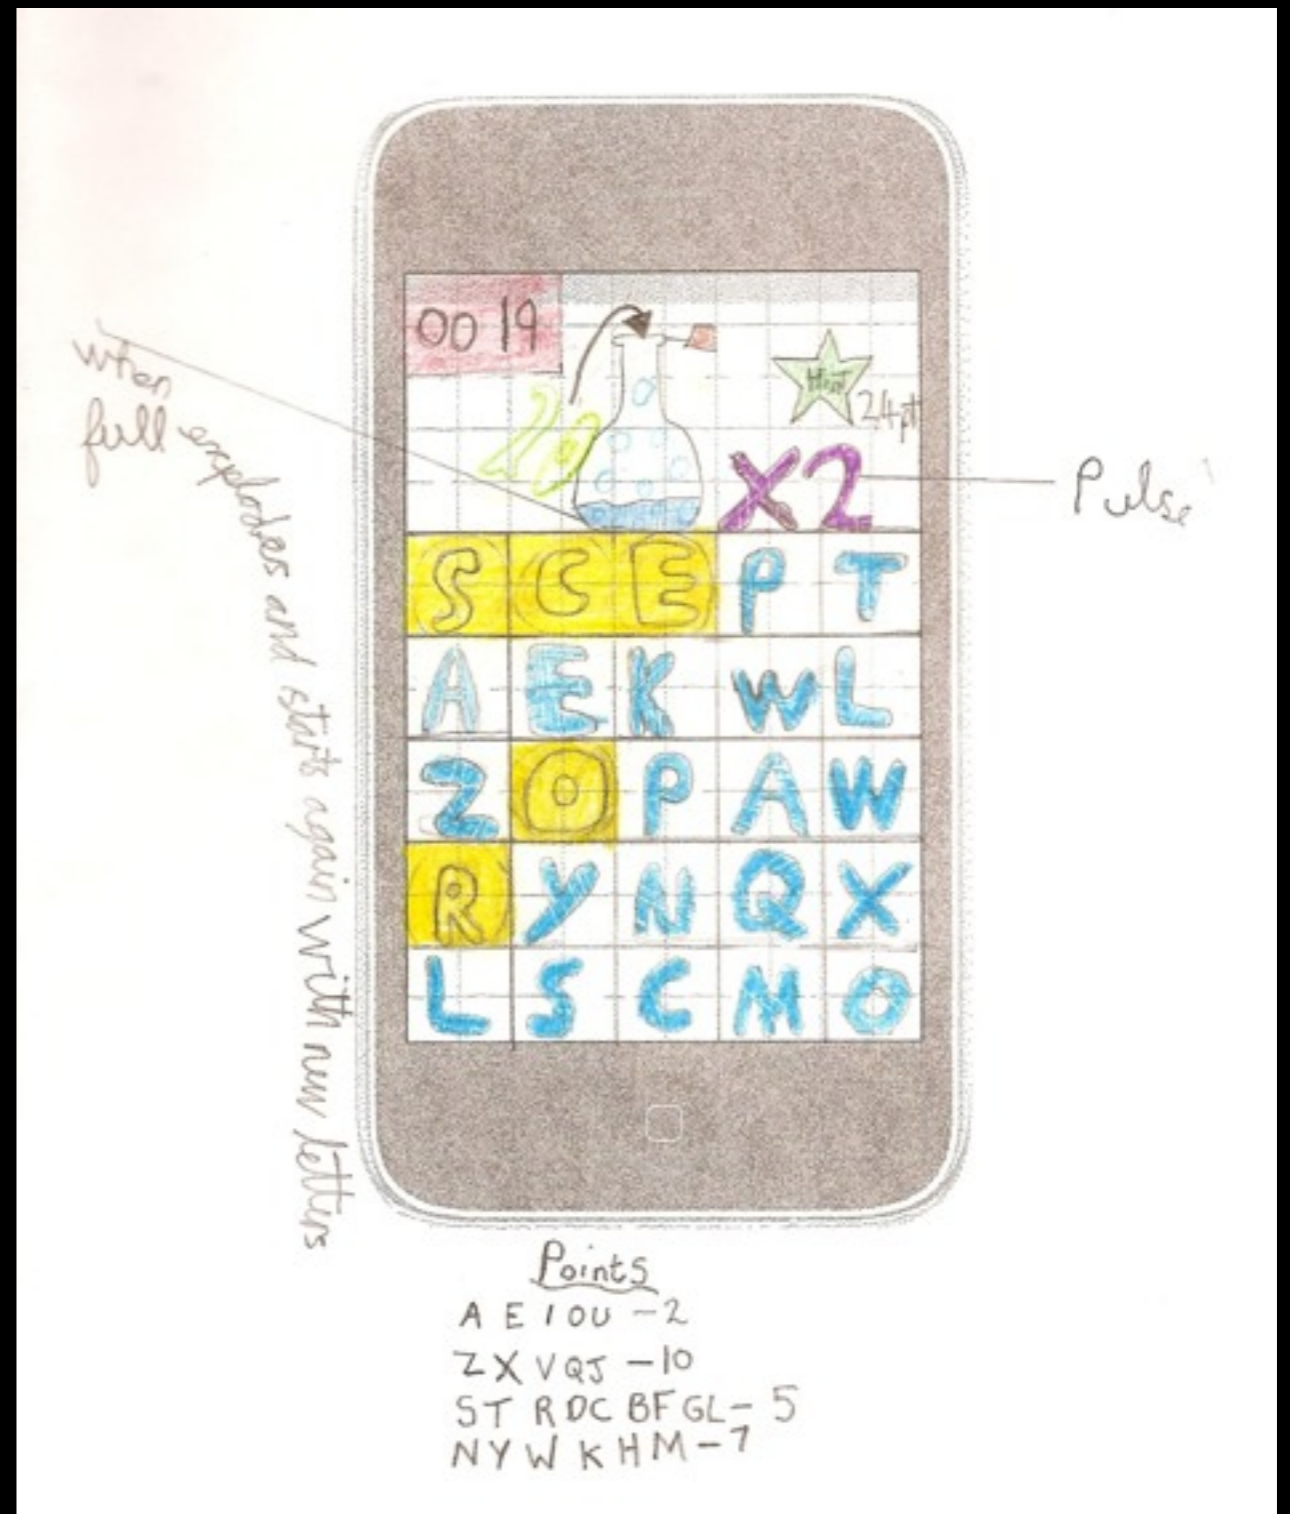 00 19
Hint
24pt
X2
Pulse
when
full
explodes and starts again with new letters
S C E P T
A E K W L
Z O P A W
R Y N Q X
L S C M O
Points
A E I O U - 2
Z X V Q J - 10
S T R D C B F G L - 5
N Y W K H M - 7